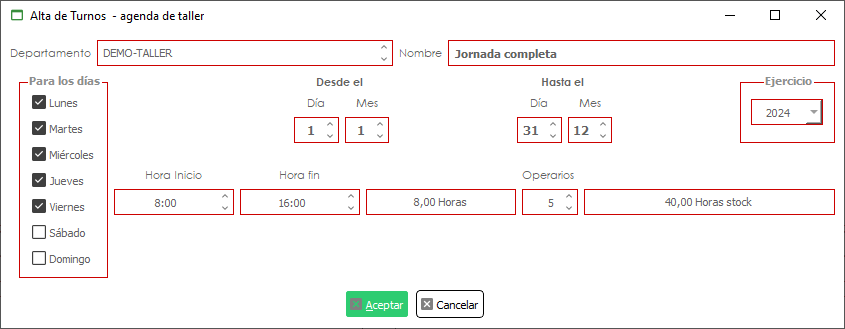 Alta de Turnos - agenda de taller
Departamento DEMO-TALLER Nombre Jornada completa
Para los días Desde el Hasta el Ejercicio
Lunes Día Mes Día Mes 2024
Martes 1 1 31 12
Miércoles
Jueves Hora Inicio Hora fin Operarios
Viernes 8:00 16:00 8,00 Horas 5 40,00 Horas stock
Sábado
Domingo
Aceptar Cancelar